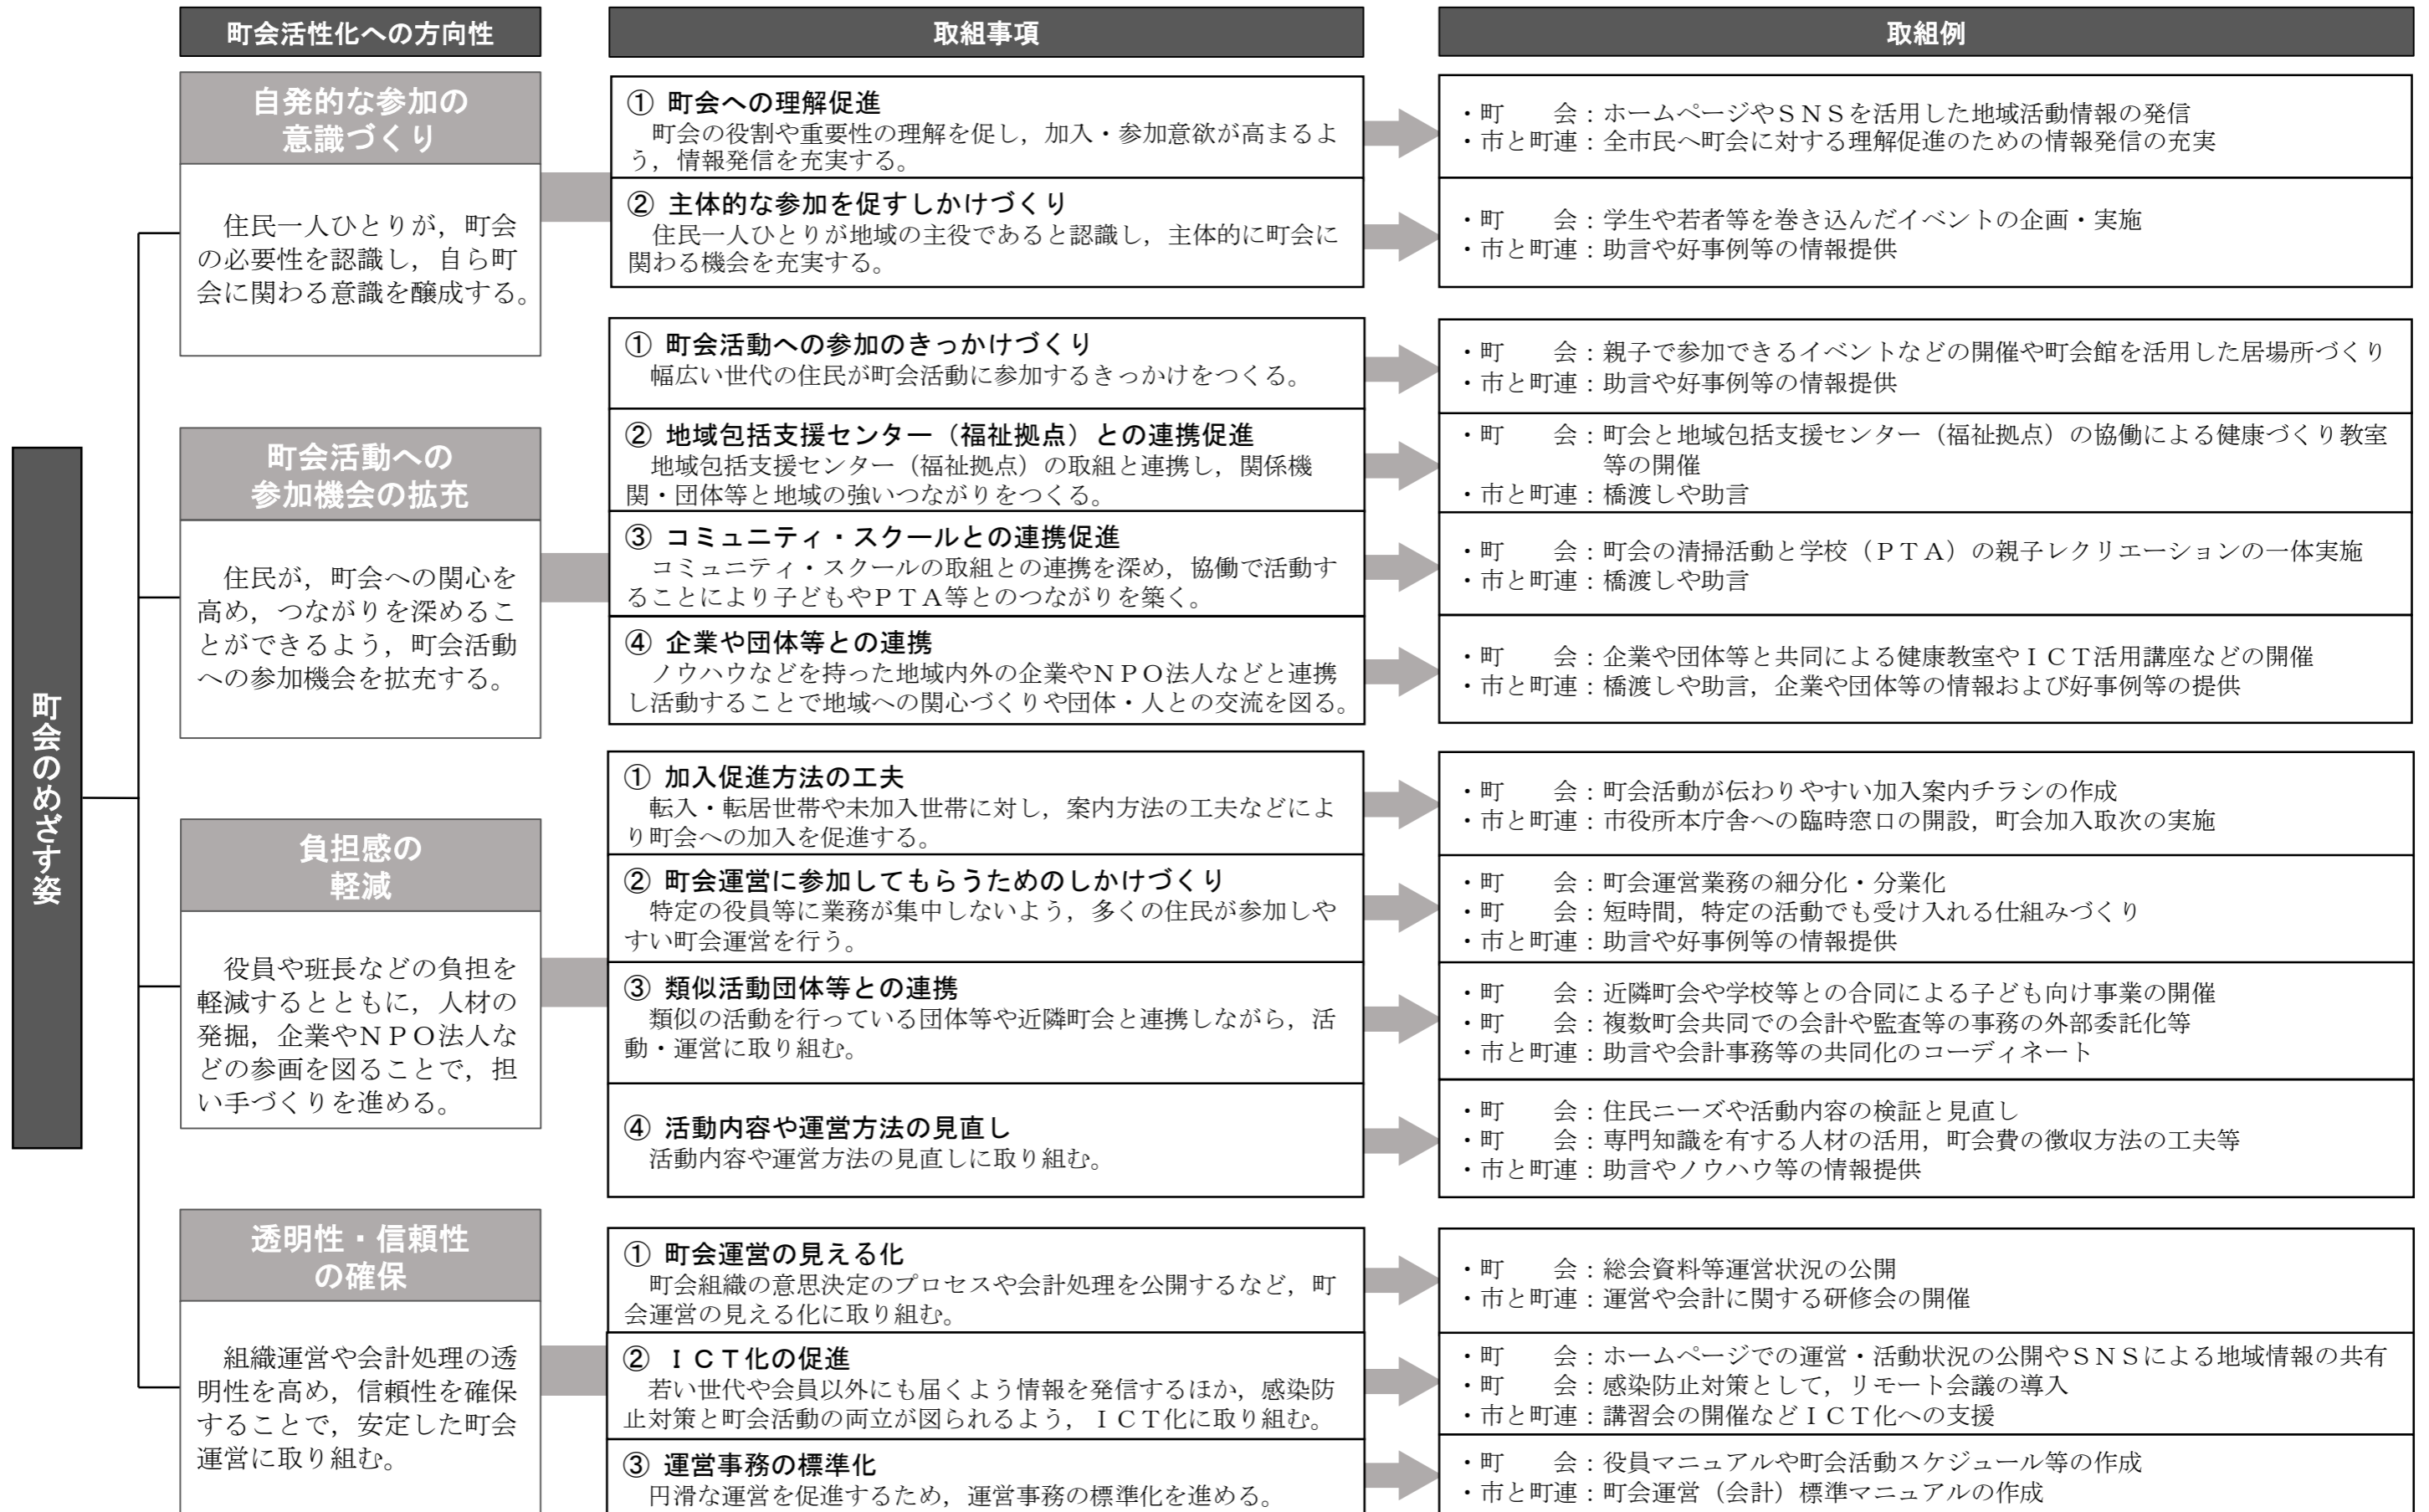 町会活性化への方向性
取組事項
取組例
町会のめざす姿
自発的な参加の
意識づくり
住民一人ひとりが，町会
の必要性を認識し，自ら町
会に関わる意識を醸成する。
① 町会への理解促進
町会の役割や重要性の理解を促し，加入・参加意欲が高まるよ
う，情報発信を充実する。
・町　　会：ホームページやＳＮＳを活用した地域活動情報の発信
・市と町連：全市民へ町会に対する理解促進のための情報発信の充実
② 主体的な参加を促すしかけづくり
住民一人ひとりが地域の主役であると認識し，主体的に町会に
関わる機会を充実する。
・町　　会：学生や若者等を巻き込んだイベントの企画・実施
・市と町連：助言や好事例等の情報提供
町会活動への
参加機会の拡充
住民が，町会への関心を
高め，つながりを深めるこ
とができるよう，町会活動
への参加機会を拡充する。
① 町会活動への参加のきっかけづくり
幅広い世代の住民が町会活動に参加するきっかけをつくる。
・町　　会：親子で参加できるイベントなどの開催や町会館を活用した居場所づくり
・市と町連：助言や好事例等の情報提供
② 地域包括支援センター（福祉拠点）との連携促進
地域包括支援センター（福祉拠点）の取組と連携し，関係機
関・団体等と地域の強いつながりをつくる。
・町　　会：町会と地域包括支援センター（福祉拠点）の協働による健康づくり教室
等の開催
・市と町連：橋渡しや助言
③ コミュニティ・スクールとの連携促進
コミュニティ・スクールの取組との連携を深め，協働で活動す
ることにより子どもやＰＴＡ等とのつながりを築く。
・町　　会：町会の清掃活動と学校（ＰＴＡ）の親子レクリエーションの一体実施
・市と町連：橋渡しや助言
④ 企業や団体等との連携
ノウハウなどを持った地域内外の企業やＮＰＯ法人などと連携
し活動することで地域への関心づくりや団体・人との交流を図る。
・町　　会：企業や団体等と共同による健康教室やＩＣＴ活用講座などの開催
・市と町連：橋渡しや助言，企業や団体等の情報および好事例等の提供
負担感の
軽減
役員や班長などの負担を
軽減するとともに，人材の
発掘，企業やＮＰＯ法人な
どの参画を図ることで，担
い手づくりを進める。
① 加入促進方法の工夫
転入・転居世帯や未加入世帯に対し，案内方法の工夫などによ
り町会への加入を促進する。
・町　　会：町会活動が伝わりやすい加入案内チラシの作成
・市と町連：市役所本庁舎への臨時窓口の開設，町会加入取次の実施
② 町会運営に参加してもらうためのしかけづくり
特定の役員等に業務が集中しないよう，多くの住民が参加しや
すい町会運営を行う。
・町　　会：町会運営業務の細分化・分業化
・町　　会：短時間，特定の活動でも受け入れる仕組みづくり
・市と町連：助言や好事例等の情報提供
③ 類似活動団体等との連携
類似の活動を行っている団体等や近隣町会と連携しながら，活
動・運営に取り組む。
・町　　会：近隣町会や学校等との合同による子ども向け事業の開催
・町　　会：複数町会共同での会計や監査等の事務の外部委託化等
・市と町連：助言や会計事務等の共同化のコーディネート
④ 活動内容や運営方法の見直し
活動内容や運営方法の見直しに取り組む。
・町　　会：住民ニーズや活動内容の検証と見直し
・町　　会：専門知識を有する人材の活用，町会費の徴収方法の工夫等
・市と町連：助言やノウハウ等の情報提供
透明性・信頼性
の確保
組織運営や会計処理の透
明性を高め，信頼性を確保
することで，安定した町会
運営に取り組む。
① 町会運営の見える化
町会組織の意思決定のプロセスや会計処理を公開するなど，町
会運営の見える化に取り組む。
・町　　会：総会資料等運営状況の公開
・市と町連：運営や会計に関する研修会の開催
② ＩＣＴ化の促進
若い世代や会員以外にも届くよう情報を発信するほか，感染防
止対策と町会活動の両立が図られるよう，ＩＣＴ化に取り組む。
・町　　会：ホームページでの運営・活動状況の公開やＳＮＳによる地域情報の共有
・町　　会：感染防止対策として，リモート会議の導入
・市と町連：講習会の開催などＩＣＴ化への支援
③ 運営事務の標準化
円滑な運営を促進するため，運営事務の標準化を進める。
・町　　会：役員マニュアルや町会活動スケジュール等の作成
・市と町連：町会運営（会計）標準マニュアルの作成